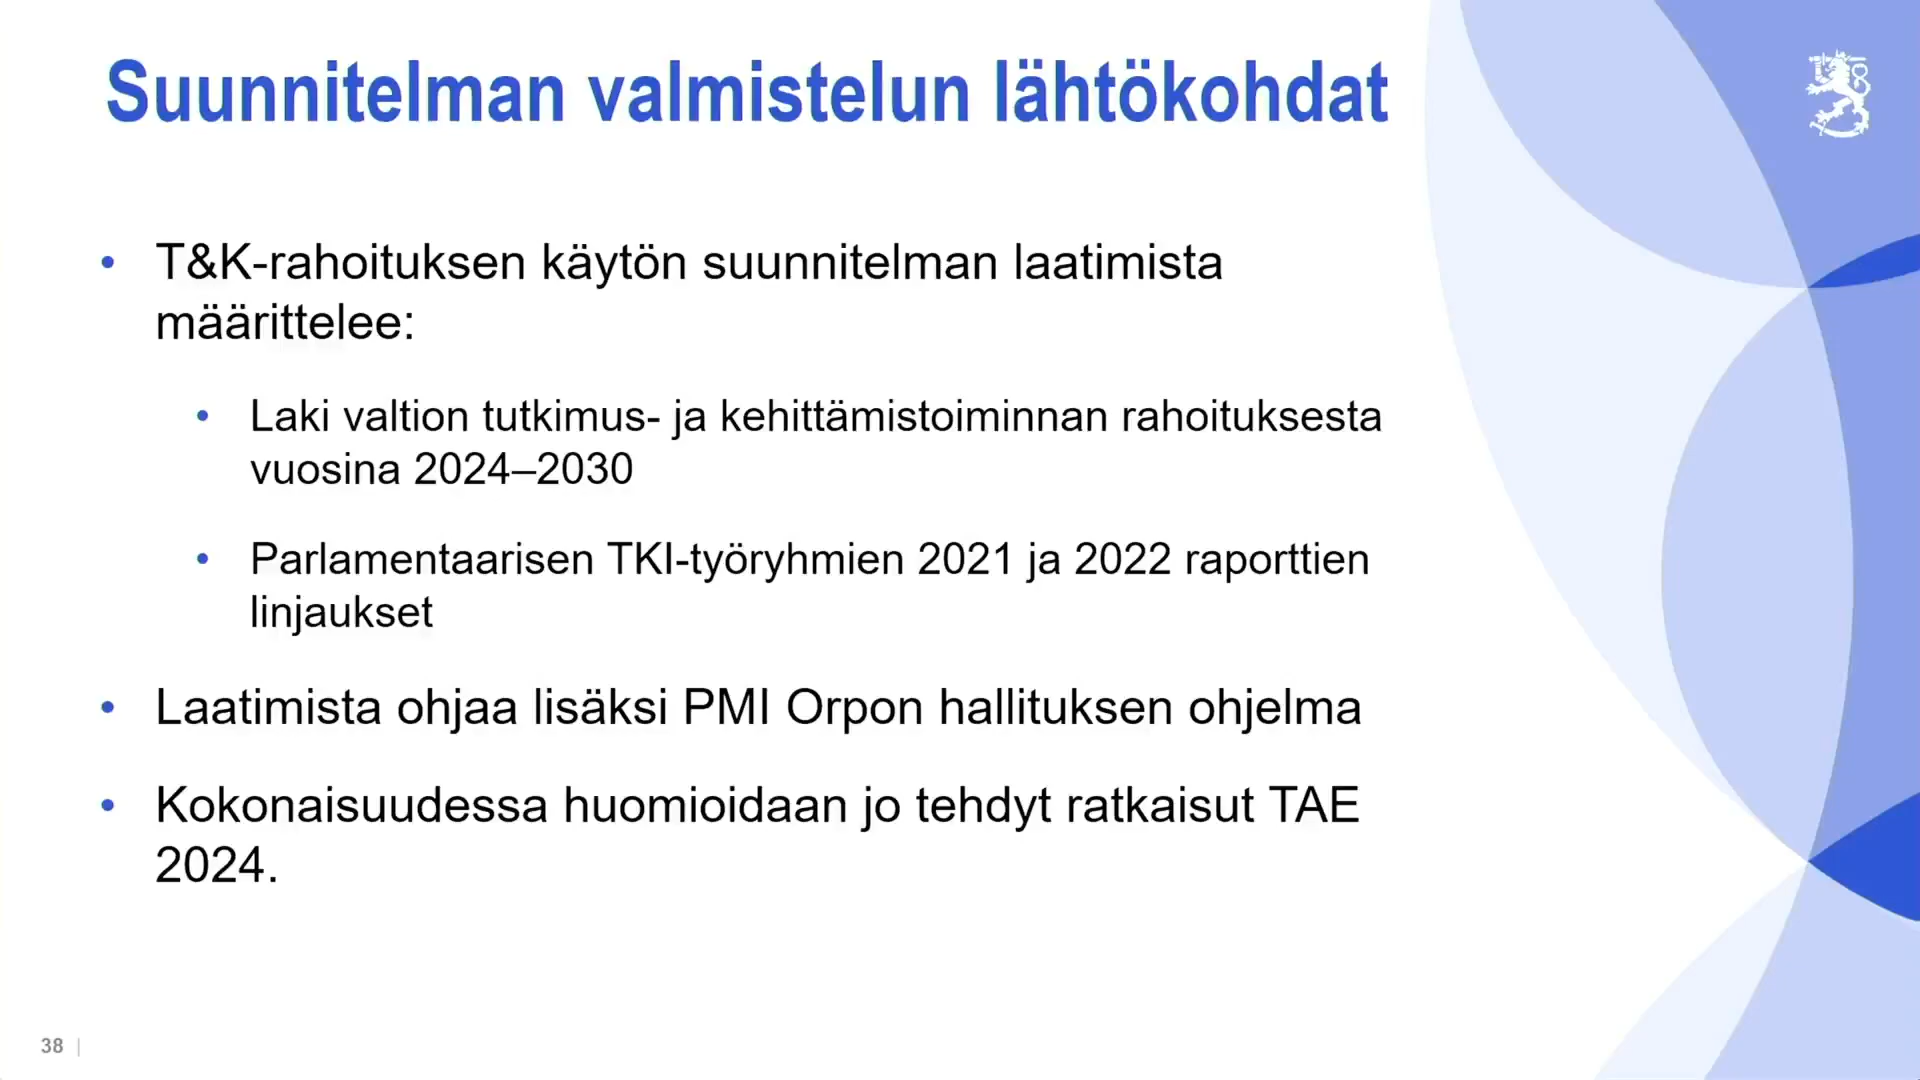 Suunnitelman valmistelun lähtökohdat
• T&K-rahoituksen käytön suunnitelman laatimista
määrittelee:
• Laki valtion tutkimus- ja kehittämistoiminnan rahoituksesta
vuosina 2024–2030
• Parlamentaarisen TKI-työryhmien 2021 ja 2022 raporttien
linjaukset
• Laatimista ohjaa lisäksi PMI Orpon hallituksen ohjelma
• Kokonaisuudessa huomioidaan jo tehdyt ratkaisut TAE
2024.
38 |